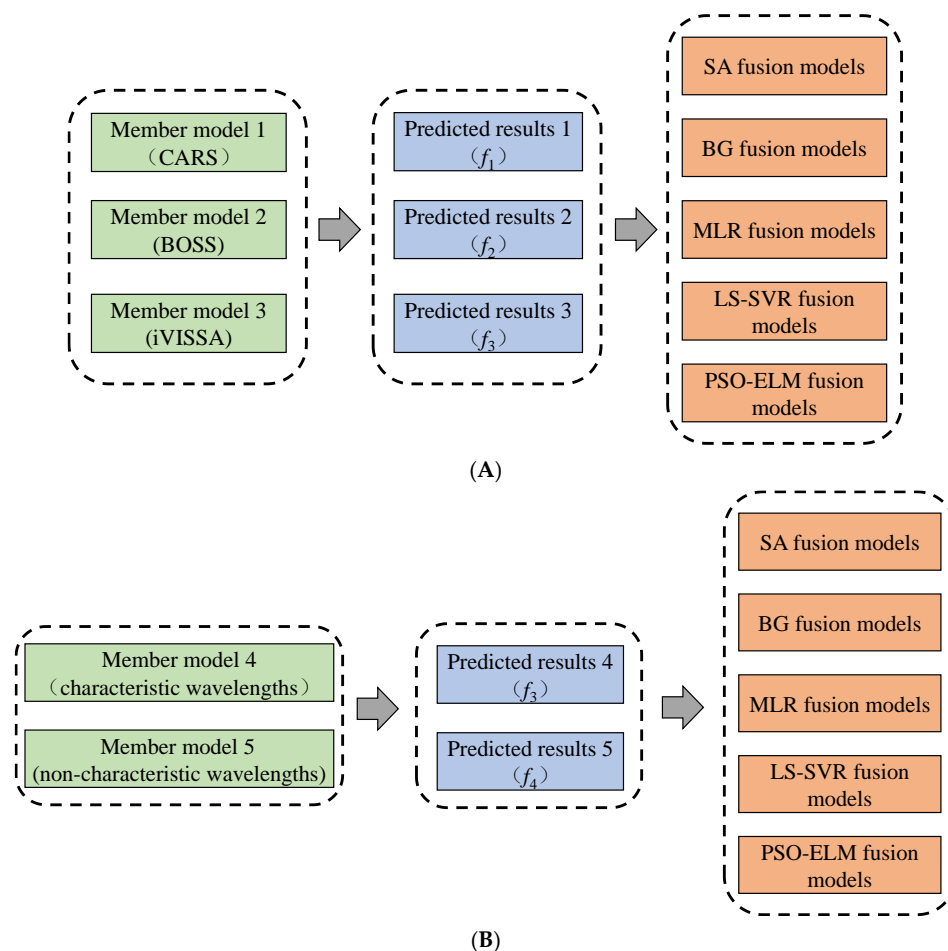 Member model 1
（CARS）
Member model 2
(BOSS)
Member model 3
(iVISSA)
Predicted results 1
（f1）
Predicted results 2
（f2）
Predicted results 3
（f3）
SA fusion models
BG fusion models
MLR fusion models
LS-SVR fusion
models
PSO-ELM fusion
models
(A)
Member model 4
（characteristic wavelengths）
Member model 5
(non-characteristic wavelengths)
Predicted results 4
（f3）
Predicted results 5
（f4）
SA fusion models
BG fusion models
MLR fusion models
LS-SVR fusion
models
PSO-ELM fusion
models
(B)